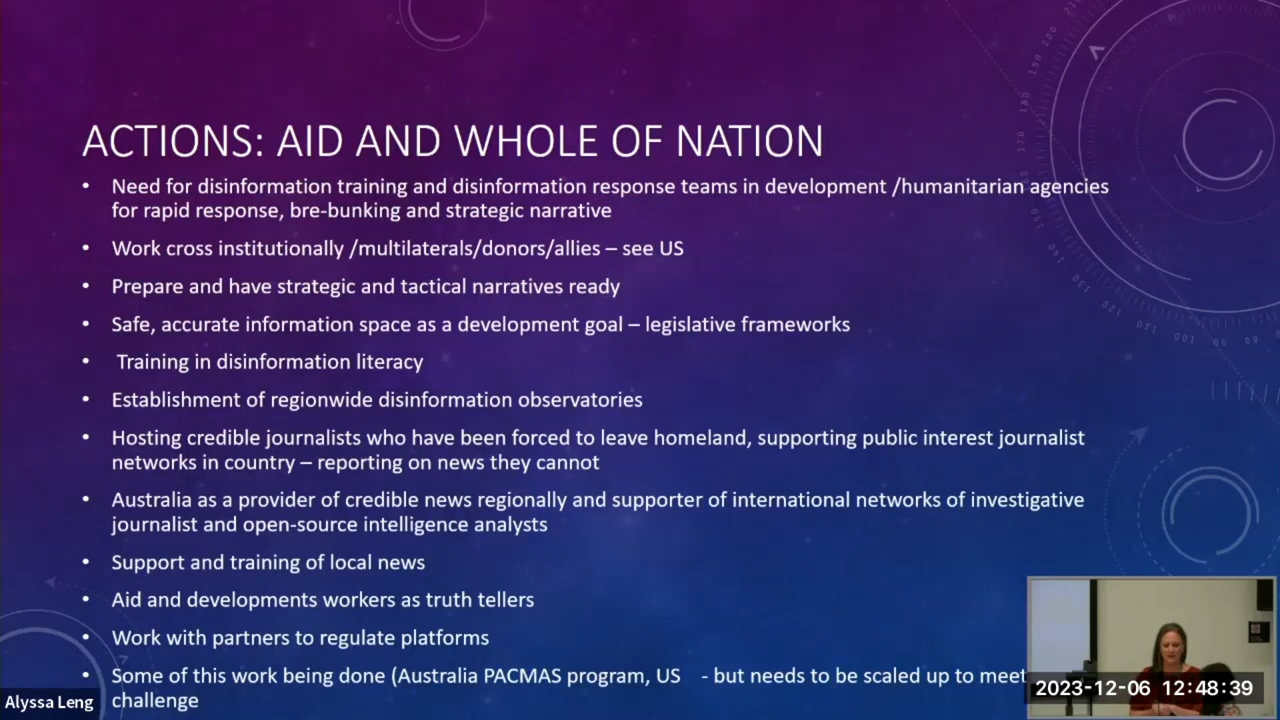 ACTIONS: AID AND WHOLE OF NATION
• Need for disinformation training and disinformation response teams in development /humanitarian agencies
for rapid response, bre-bunking and strategic narrative
• Work cross institutionally /multilaterals/donors/allies – see US
• Prepare and have strategic and tactical narratives ready
• Safe, accurate information space as a development goal – legislative frameworks
• Training in disinformation literacy
• Establishment of regionwide disinformation observatories
• Hosting credible journalists who have been forced to leave homeland, supporting public interest journalist
networks in country – reporting on news they cannot
• Australia as a provider of credible news regionally and supporter of international networks of investigative
journalist and open-source intelligence analysts
• Support and training of local news
• Aid and developments workers as truth tellers
• Work with partners to regulate platforms
• Some of this work being done (Australia PACMAS program, US - but needs to be scaled up to meet
challenge
Alyssa Leng
2023-12-06 12:48:39